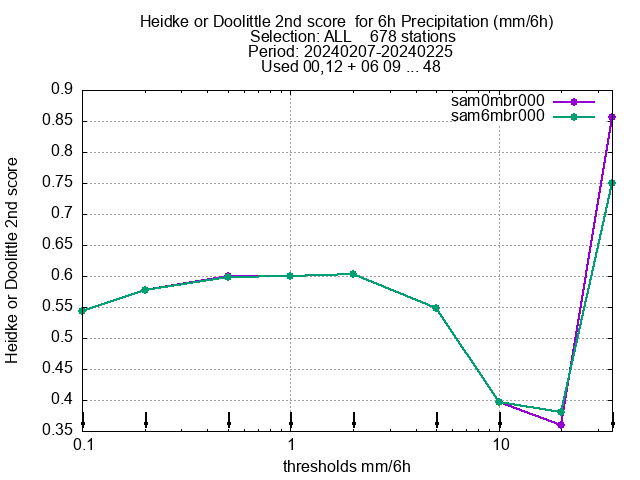 Heidke or Doolittle 2nd score  for 6h Precipitation (mm/6h)
Selection: ALL    678 stations
Period: 20240207-20240225
Used 00,12 + 06 09 ... 48
sam0mbr000
sam6mbr000
0.9
0.85
0.8
0.75
0.7
0.65
0.6
0.55
0.5
0.45
0.4
0.35
Heidke or Doolittle 2nd score
0.1
1
10
thresholds mm/6h